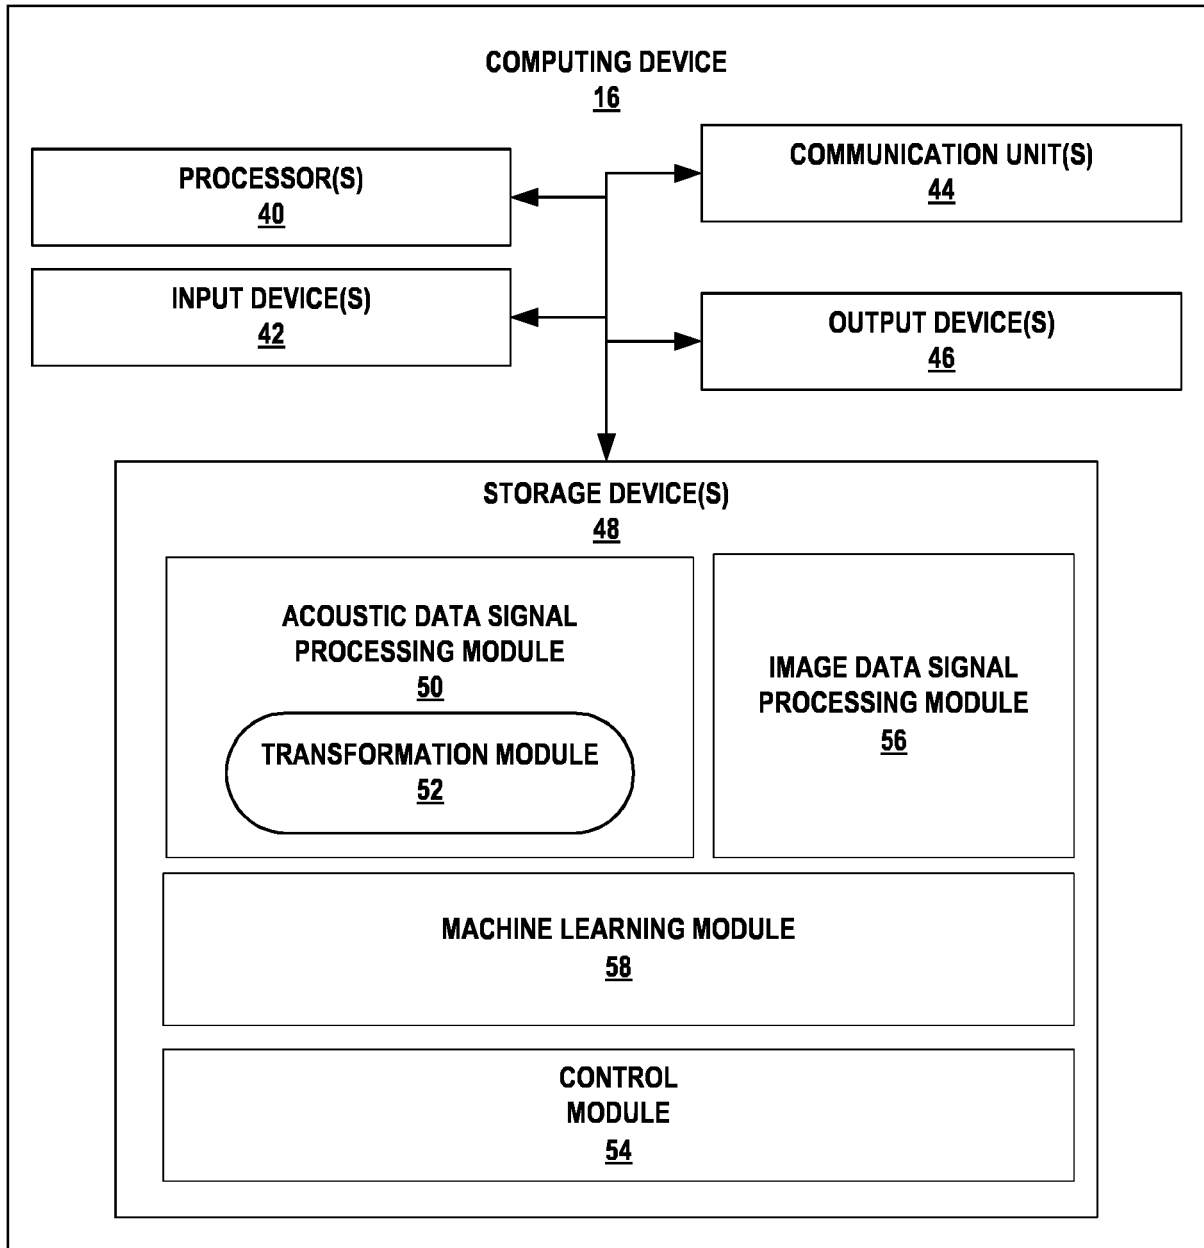 COMPUTING DEVICE
16
PROCESSOR(S)
40
COMMUNICATION UNIT(S)
44
INPUT DEVICE(S)
42
OUTPUT DEVICE(S)
46
STORAGE DEVICE(S)
48
ACOUSTIC DATA SIGNAL
PROCESSING MODULE
50
TRANSFORMATION MODULE
52
IMAGE DATA SIGNAL
PROCESSING MODULE
56
MACHINE LEARNING MODULE
58
CONTROL
MODULE
54